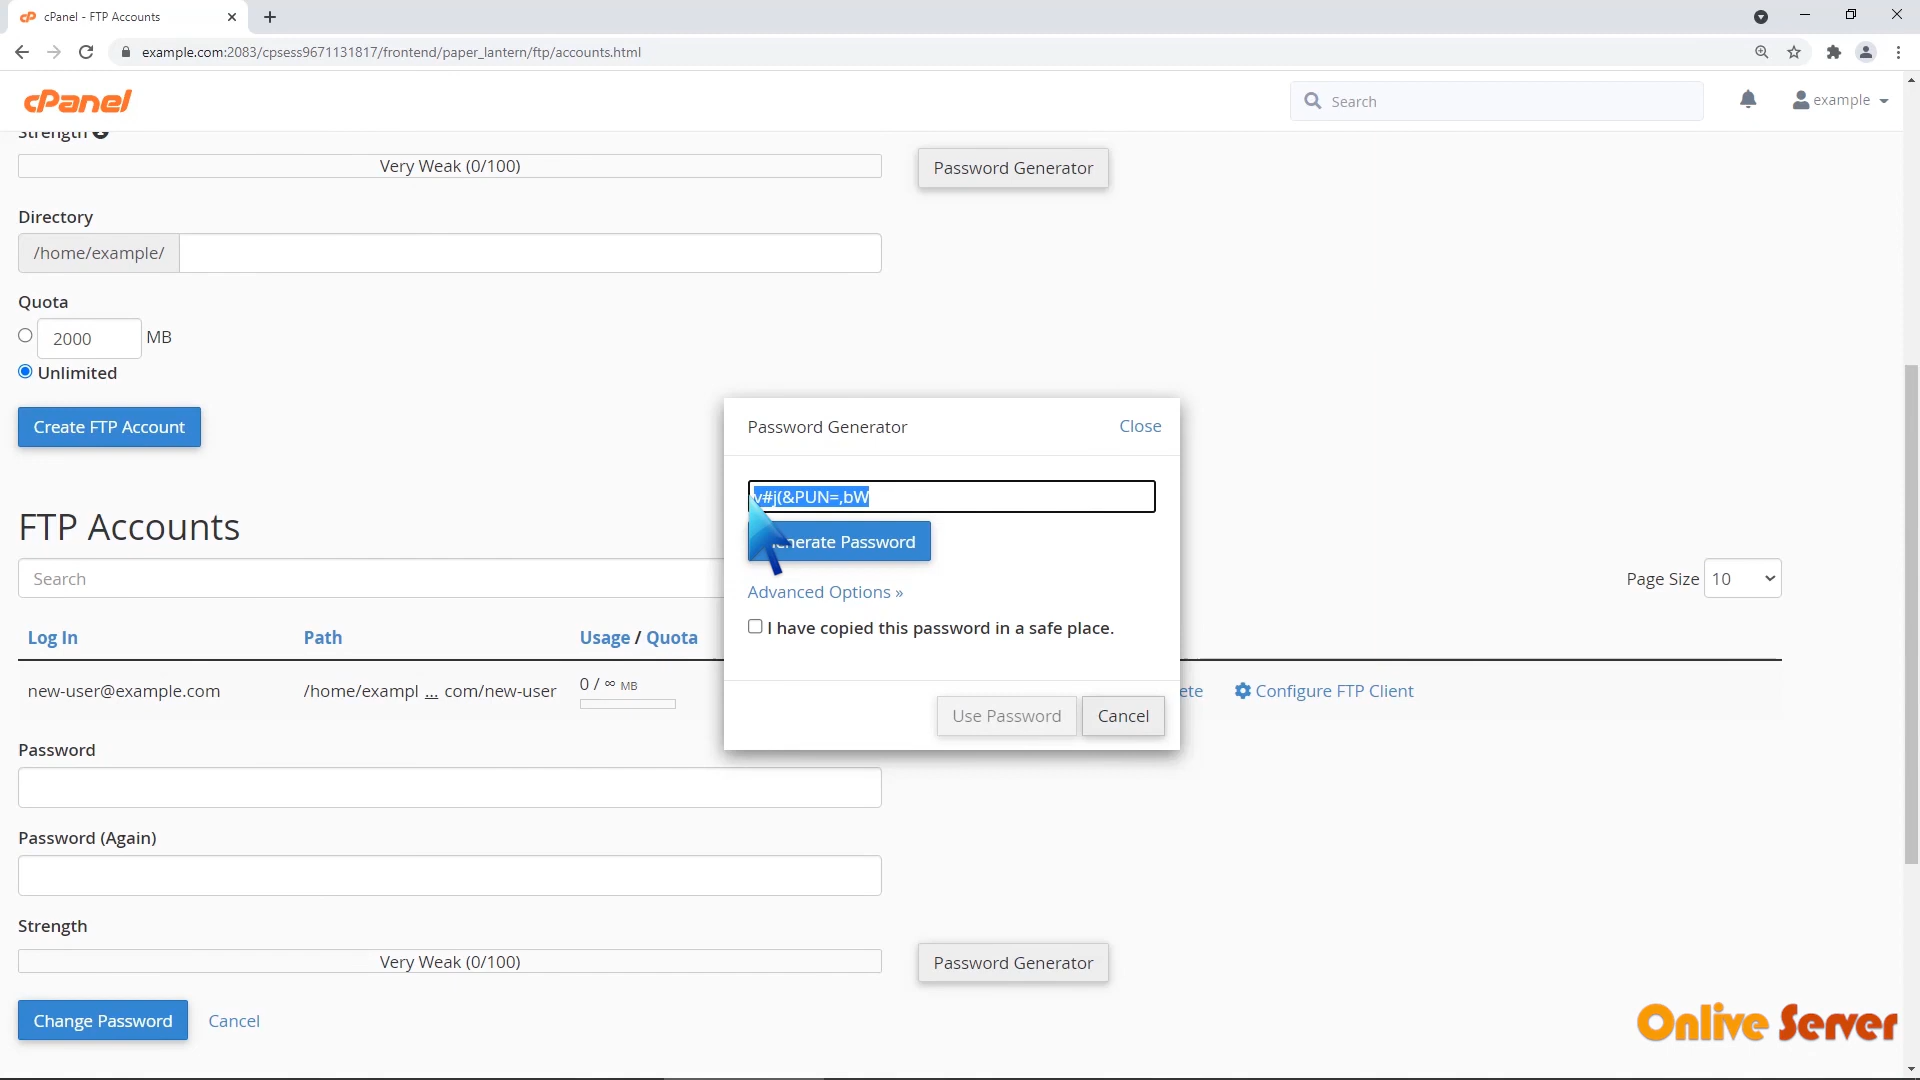 cPanel - FTP Accounts
example.com:2083/cpsess9671131817/frontend/paper_lantern/ftp/accounts.html
cPanel
Search
example
Strength
Very Weak (0/100)
Password Generator
Directory
/home/example/
Quota
2000 MB
Unlimited
Create FTP Account
Password Generator
Close
v#j(&PUN=,bW
Generate Password
Advanced Options »
I have copied this password in a safe place.
Use Password
Cancel
FTP Accounts
Search
Page Size 10
Log In
Path
Usage / Quota
new-user@example.com
/home/exampl ... com/new-user
0 / ∞ MB
Configure FTP Client
Password
Password (Again)
Strength
Very Weak (0/100)
Password Generator
Change Password
Cancel
Onlive Server